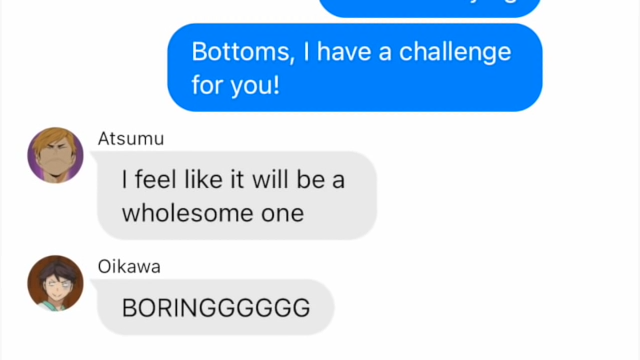 Bottoms, I have a challenge
for you!
Atsumu
I feel like it will be a
wholesome one
Oikawa
BORINGGGGGG